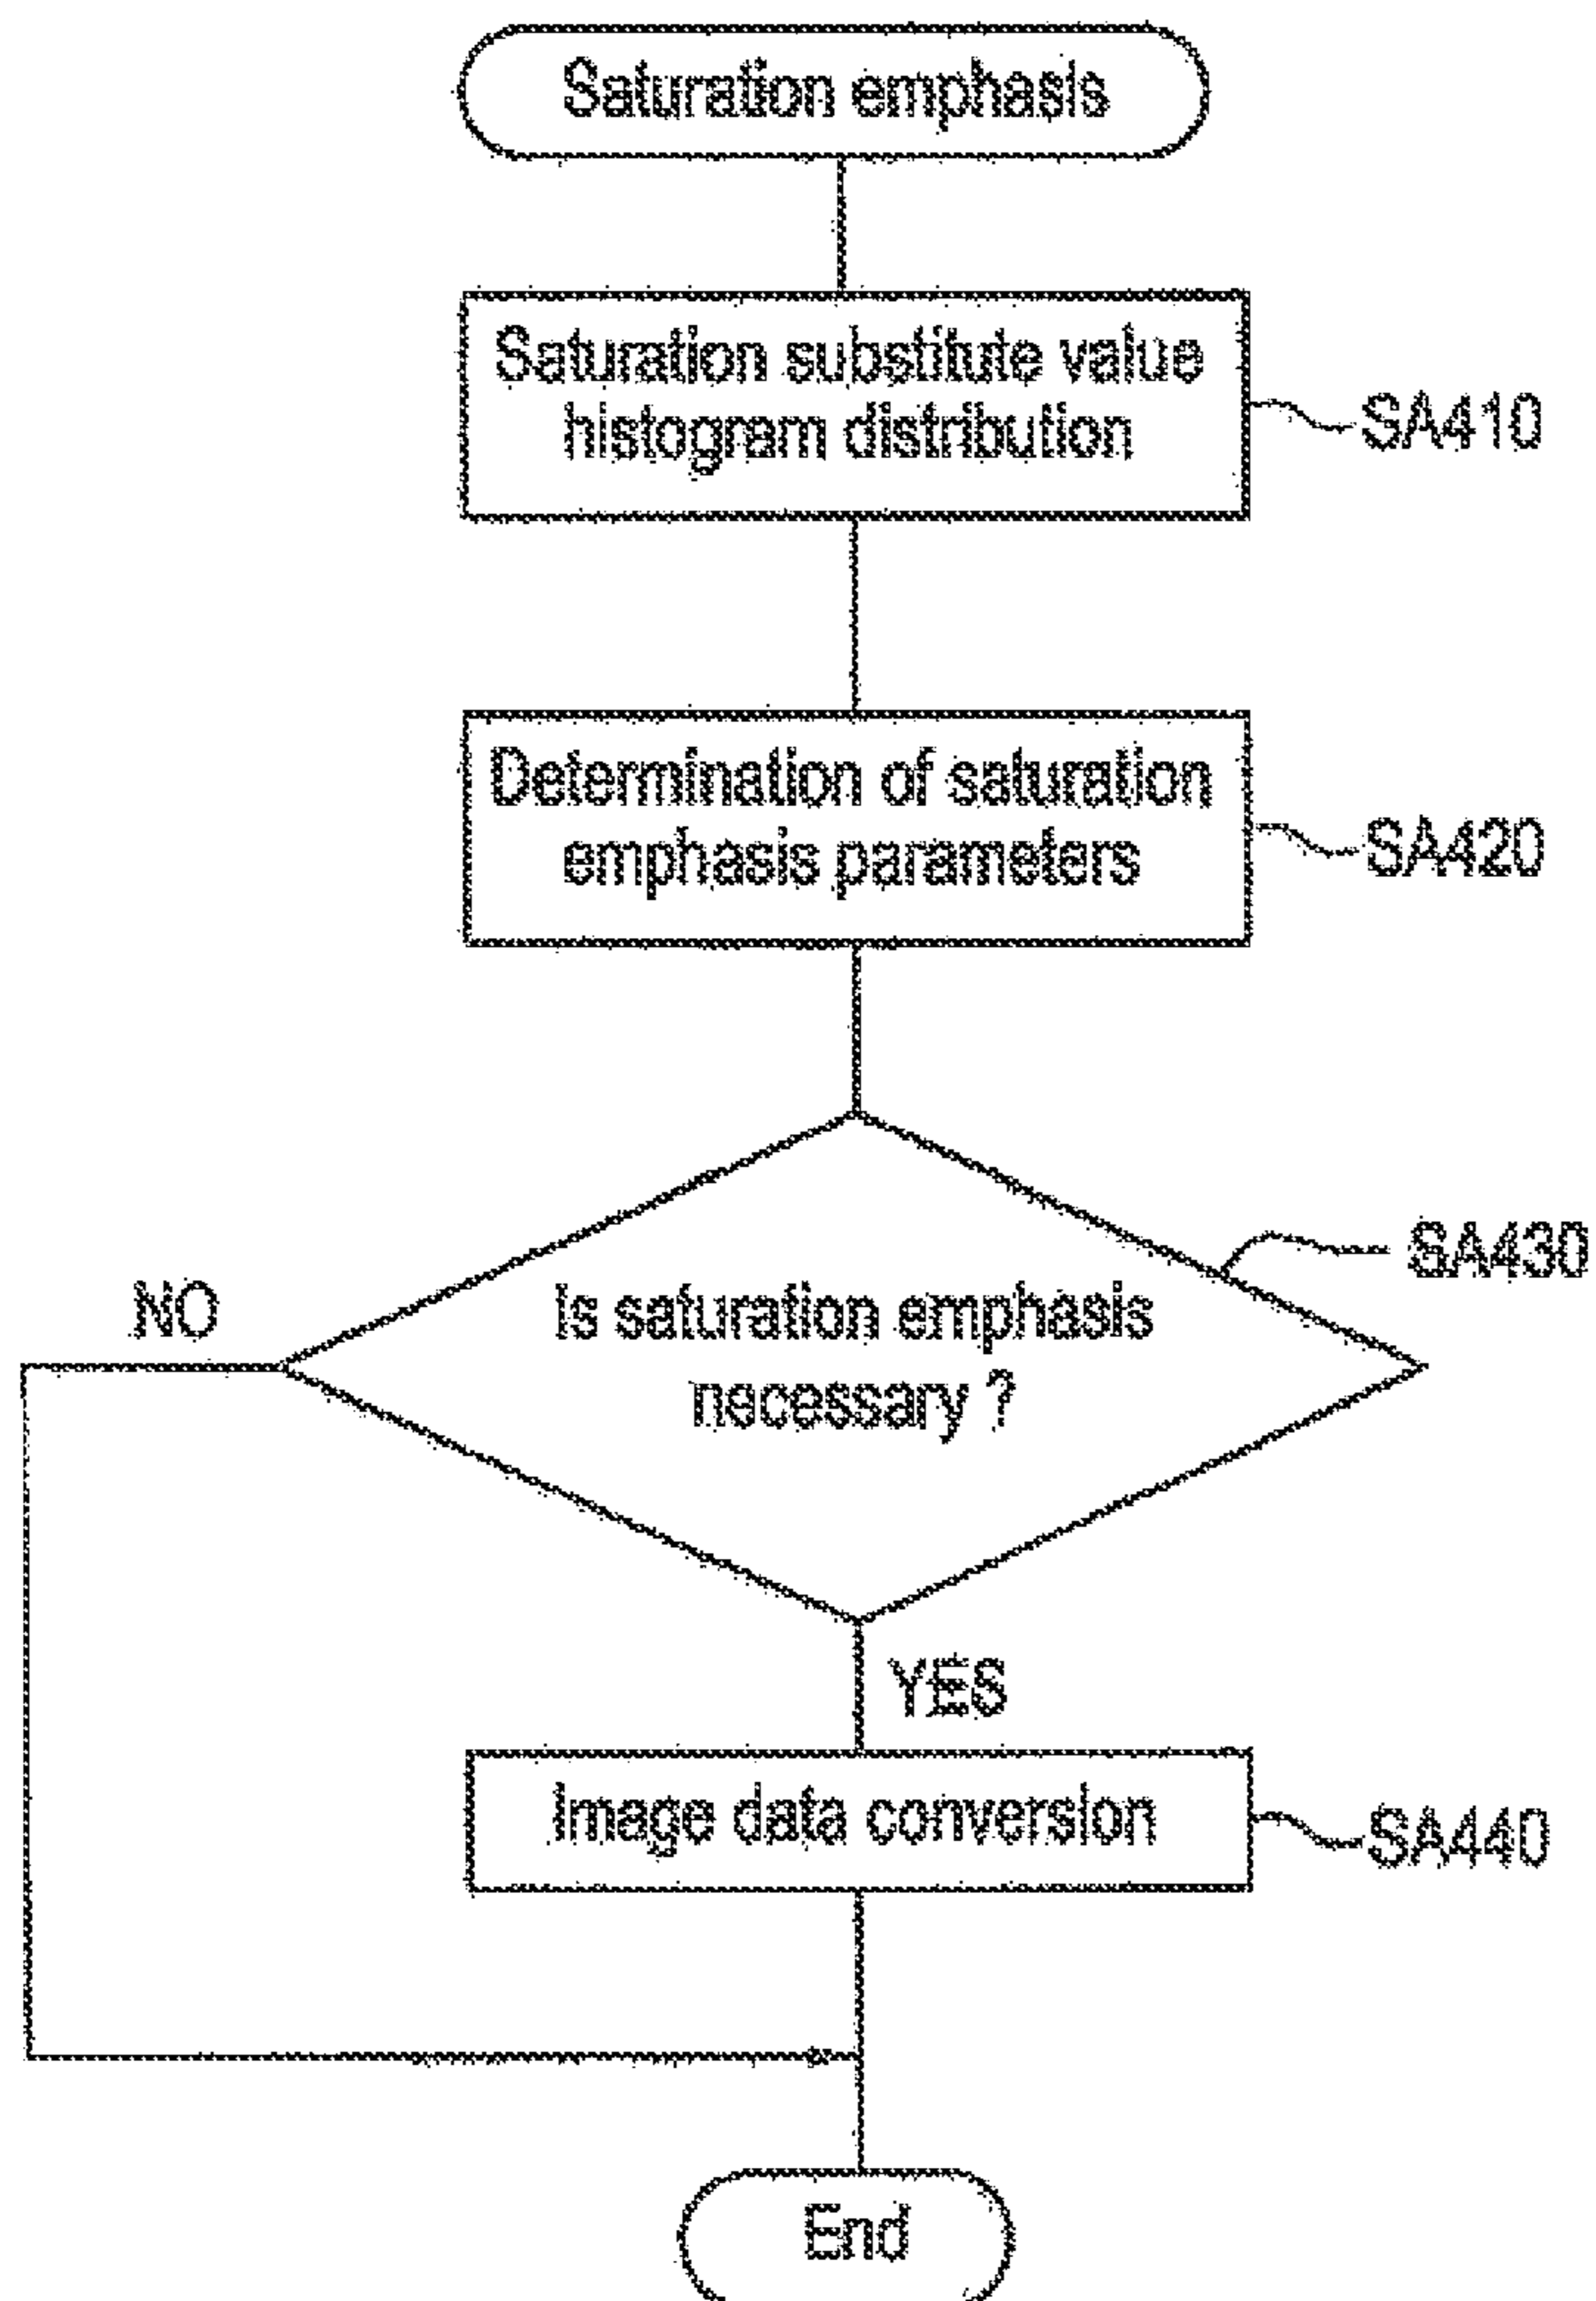 Saturation emphasis
Saturation substitute value
histogram distribution
SA410
Determination of saturation
emphasis parameters
SA420
SA430
NO
Is saturation emphasis
necessary ?
YES
Image data conversion
SA440
End